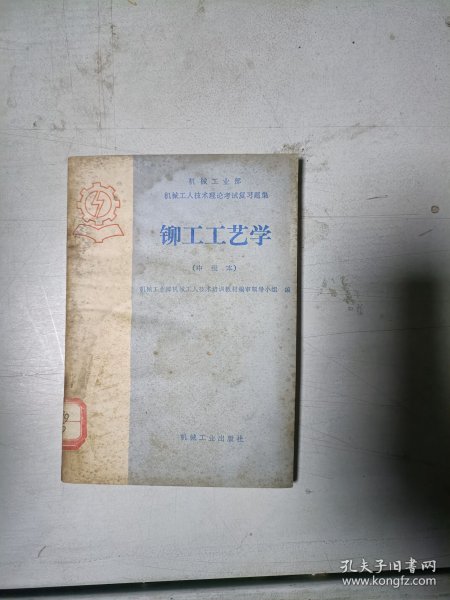 机械工业部
机械工人技术理论考试复习题集
铆工工艺学
(中级本)
机械工业部机械工人技术培训教材编审领导小组 编
机械工业出版社
孔夫子旧书网
www.kongfz.com